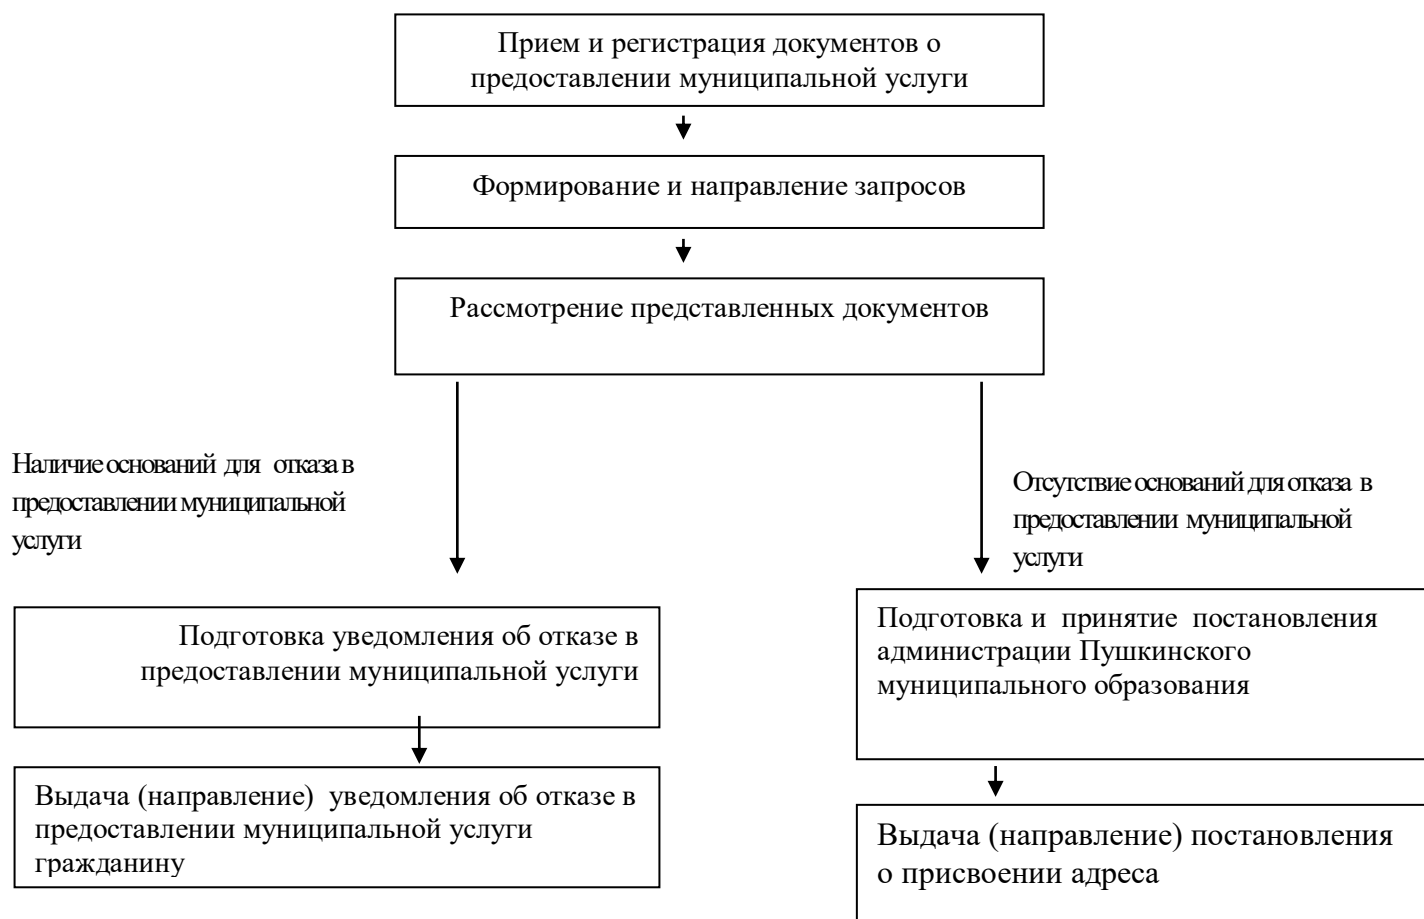 Прием и регистрация документов о
предоставлении муниципальной услуги
Формирование и направление запросов
Рассмотрение представленных документов
Наличие оснований для отказа в
предоставлении муниципальной
услуги
Отсутствие оснований для отказа в
предоставлении муниципальной
услуги
Подготовка уведомления об отказе в
предоставлении муниципальной услуги
Подготовка и принятие постановления
администрации Пушкинского
муниципального образования
Выдача (направление) уведомления об отказе в
предоставлении муниципальной услуги
гражданину
Выдача (направление) постановления
о присвоении адреса